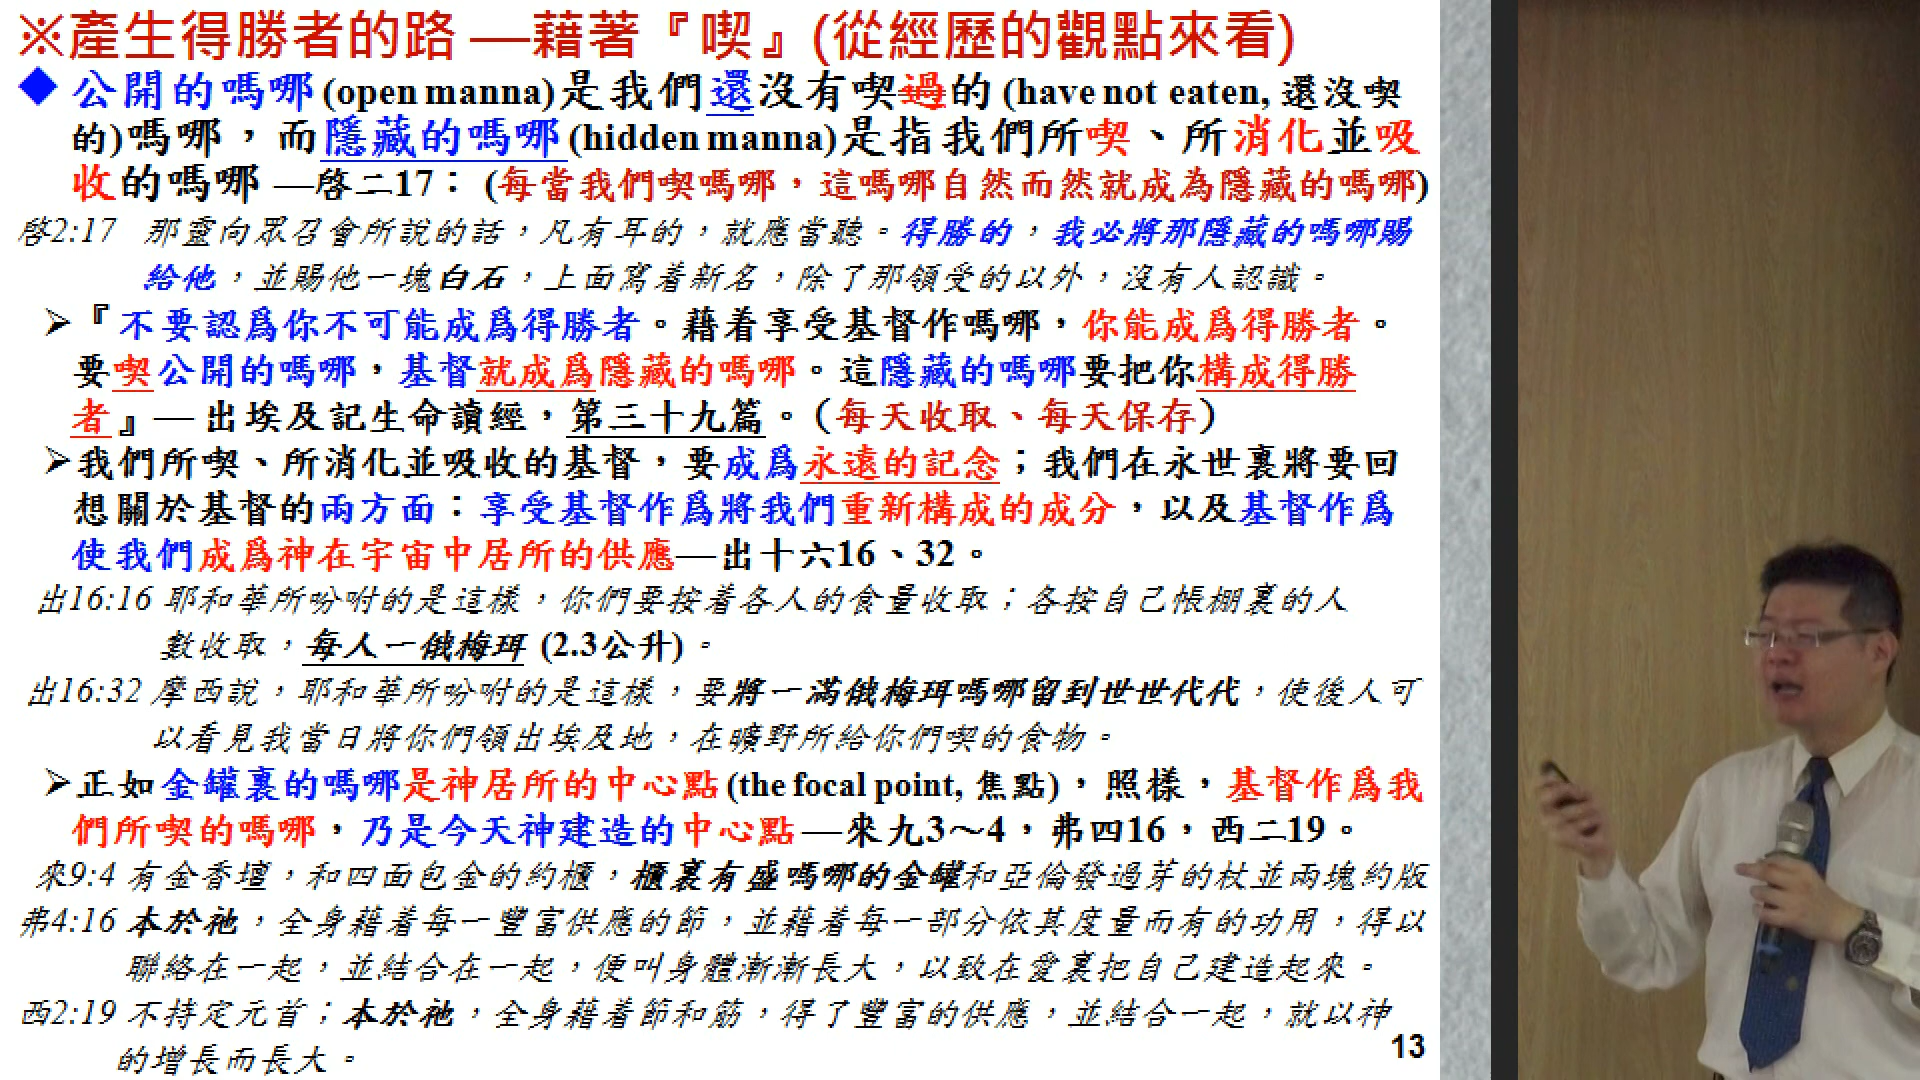 ※產生得勝者的路 —藉著『喫』(從經歷的觀點來看)
◆ 公開的嗎哪(open manna)是我們還沒有喫過的 (have not eaten, 還沒喫
的)嗎哪，而隱藏的嗎哪(hidden manna)是指我們所喫、所消化並吸
收的嗎哪 —啓二17： (每當我們喫嗎哪，這嗎哪自然而然就成為隱藏的嗎哪)
啓2:17 那靈向眾召會所說的話，凡有耳的，就應當聽。得勝的，我必將那隱藏的嗎哪賜
給他，並賜他一塊白石，上面寫着新名，除了那領受的以外，沒有人認識。
➢『不要認爲你不可能成爲得勝者。藉着享受基督作嗎哪，你能成爲得勝者。
要喫公開的嗎哪，基督就成爲隱藏的嗎哪。這隱藏的嗎哪要把你構成得勝
者』— 出埃及記生命讀經，第三十九篇。（每天收取、每天保存）
➢我們所喫、所消化並吸收的基督，要成爲永遠的記念；我們在永世裏將要回
想關於基督的兩方面：享受基督作爲將我們重新構成的成分，以及基督作爲
使我們成爲神在宇宙中居所的供應—出十六16、32。
出16:16 耶和華所吩咐的是這樣，你們要按着各人的食量收取；各按自己帳棚裏的人
數收取，每人一俄梅珥 (2.3公升)。
出16:32 摩西說，耶和華所吩咐的是這樣，要將一滿俄梅珥嗎哪留到世世代代，使後人可
以看見我當日將你們領出埃及地，在曠野所給你們喫的食物。
➢正如金罐裏的嗎哪是神居所的中心點(the focal point, 焦點)，照樣，基督作爲我
們所喫的嗎哪，乃是今天神建造的中心點—來九3～4，弗四16，西二19。
來9:4 有金香壇，和四面包金的約櫃，櫃裏有盛嗎哪的金罐和亞倫發過芽的杖並兩塊約版
弗4:16 本於祂，全身藉着每一豐富供應的節，並藉着每一部分依其度量而有的功用，得以
聯絡在一起，並結合在一起，便叫身體漸漸長大，以致在愛裏把自己建造起來。
西2:19 不持定元首；本於祂，全身藉着節和筋，得了豐富的供應，並結合一起，就以神
的增長而長大。
13